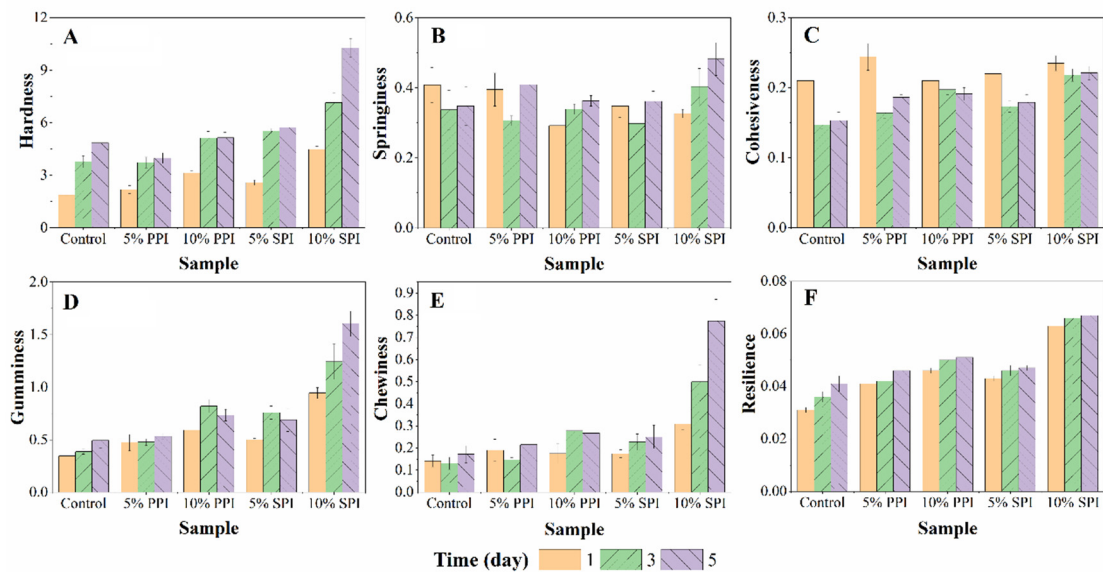 A
Hardness
12
9
6
3
0
Control 5% PPI 10% PPI 5% SPI 10% SPI
Sample
B
Springiness
0.6
0.4
0.2
0.0
Control 5% PPI 10% PPI 5% SPI 10% SPI
Sample
C
Cohesiveness
0.3
0.2
0.1
0.0
Control 5% PPI 10% PPI 5% SPI 10% SPI
Sample
D
Gumminess
2.0
1.5
1.0
0.5
0.0
Control 5% PPI 10% PPI 5% SPI 10% SPI
Sample
E
Chewiness
0.9
0.8
0.7
0.6
0.5
0.4
0.3
0.2
0.1
0.0
Control 5% PPI 10% PPI 5% SPI 10% SPI
Sample
F
Resilience
0.08
0.06
0.04
0.02
0.00
Control 5% PPI 10% PPI 5% SPI 10% SPI
Sample
Time (day) 1 3 5